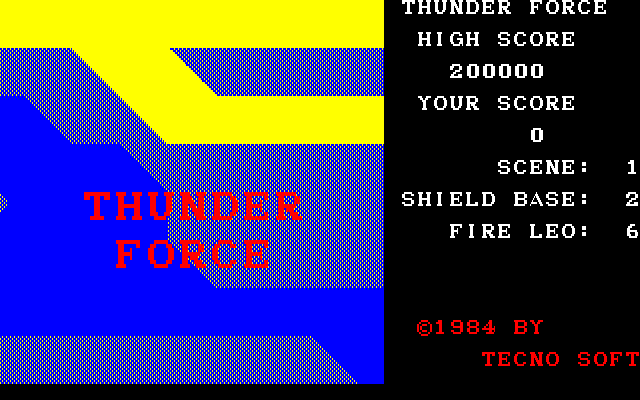 THUNDER FORCE
HIGH SCORE
200000
YOUR SCORE
0
SCENE: 1
SHIELD BASE: 2
FIRE LEO: 6
©1984 BY
TECNO SOFT
THUNDER
FORCE